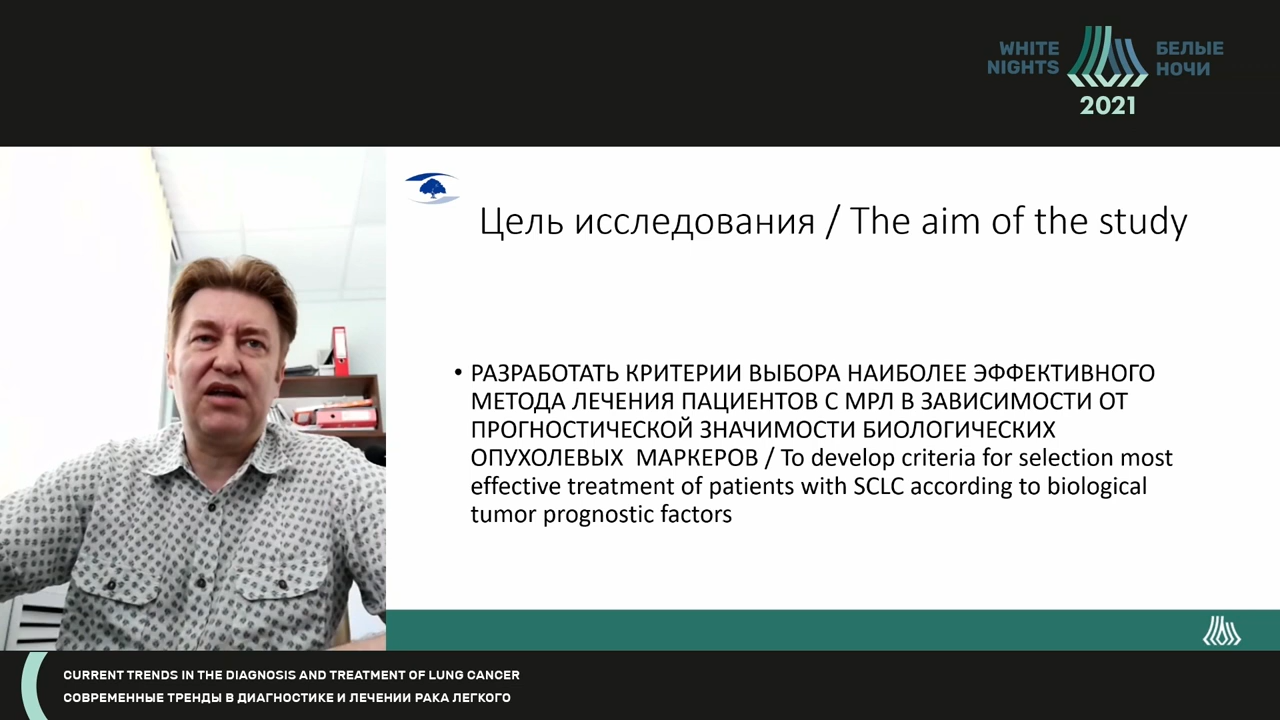 WHITE NIGHTS
БЕЛЫЕ НОЧИ
2021
Цель исследования / The aim of the study
• РАЗРАБОТАТЬ КРИТЕРИИ ВЫБОРА НАИБОЛЕЕ ЭФФЕКТИВНОГО
МЕТОДА ЛЕЧЕНИЯ ПАЦИЕНТОВ С МРЛ В ЗАВИСИМОСТИ ОТ
ПРОГНОСТИЧЕСКОЙ ЗНАЧИМОСТИ БИОЛОГИЧЕСКИХ
ОПУХОЛЕВЫХ МАРКЕРОВ / To develop criteria for selection most
effective treatment of patients with SCLC according to biological
tumor prognostic factors
CURRENT TRENDS IN THE DIAGNOSIS AND TREATMENT OF LUNG CANCER
СОВРЕМЕННЫЕ ТРЕНДЫ В ДИАГНОСТИКЕ И ЛЕЧЕНИИ РАКА ЛЕГКОГО